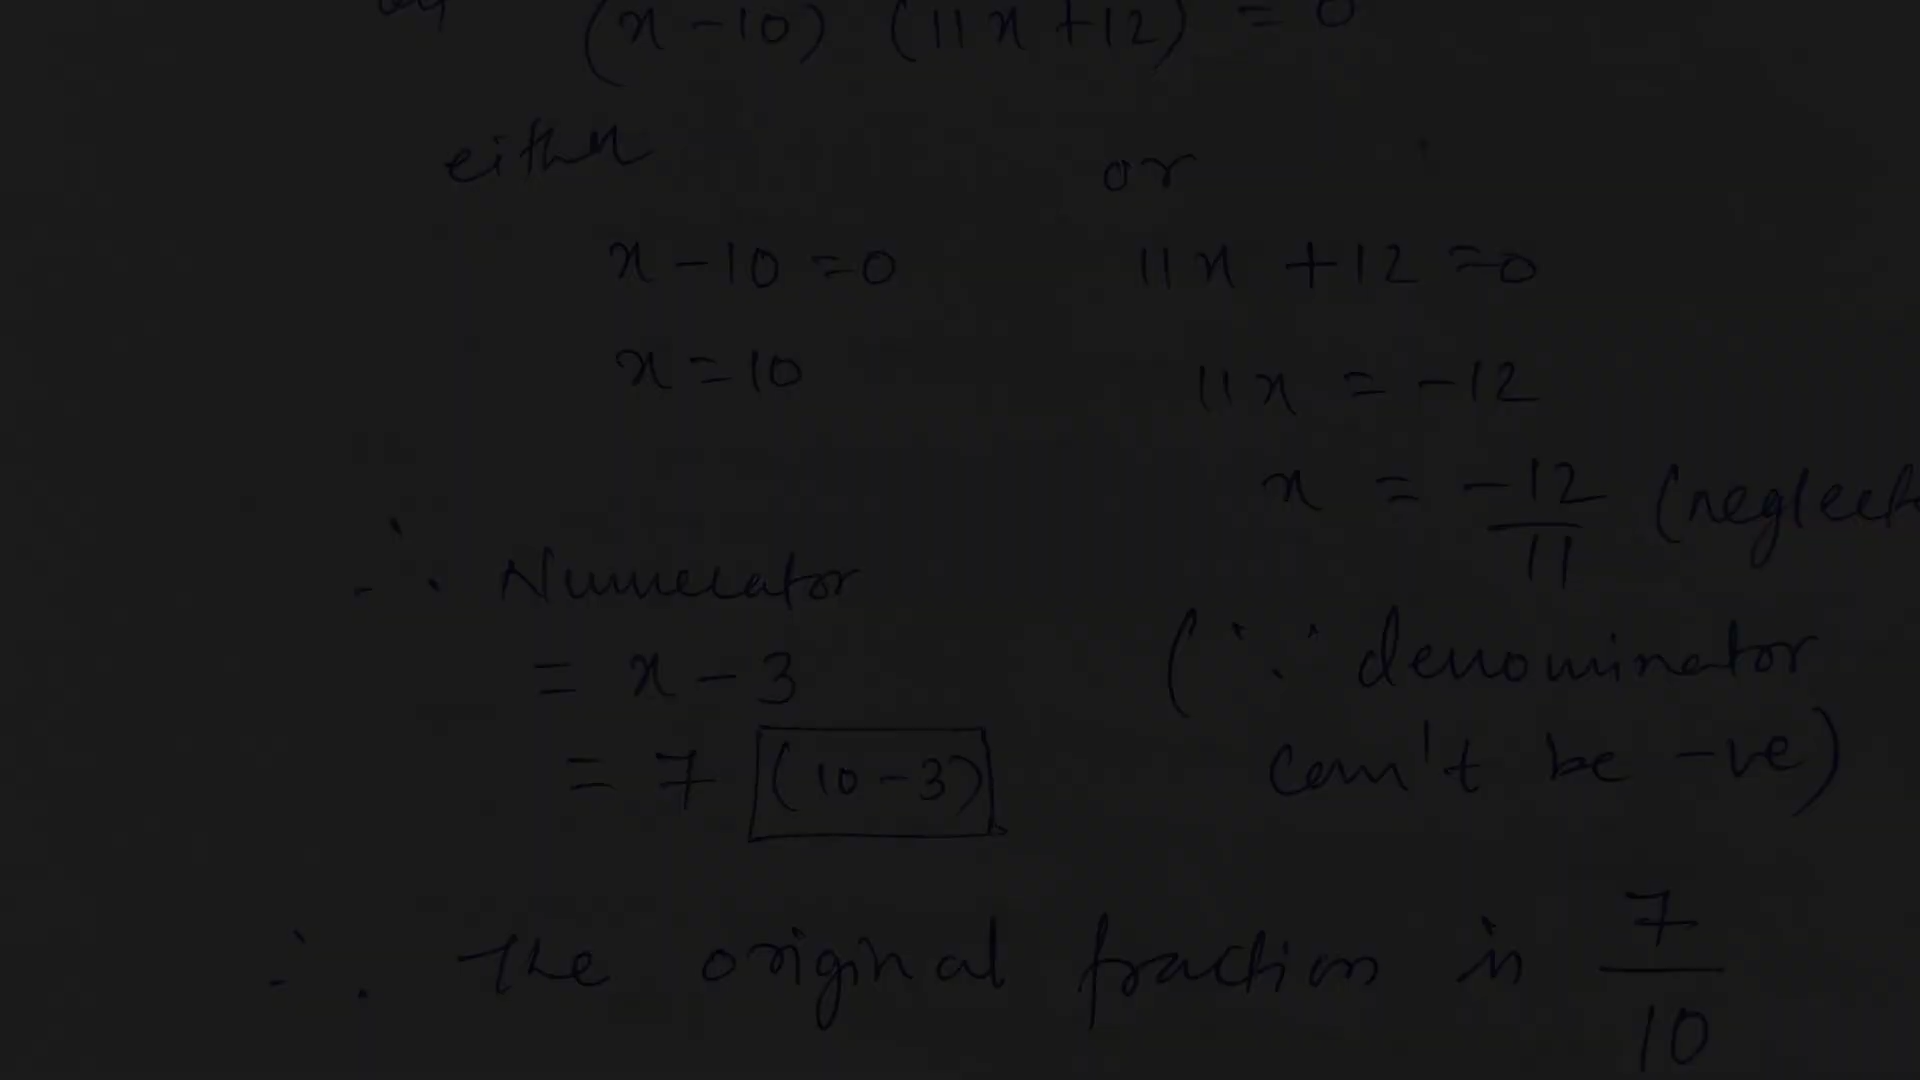 (x-10) (11x+12) = 0
either or
x-10=0 11x+12=0
x=10 11x = -12
x = -12/11 (neglect
∴ Numerator
= x-3 (∵ denominator
= 7 (10-3) can't be -ve)
∴ the original fraction is 7/10